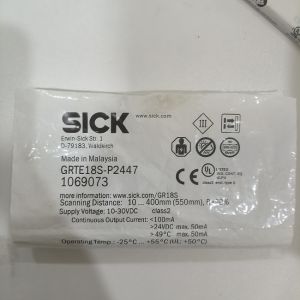 SICK
www.sick.com
Erwin-Sick Str. 1
D-79183, Waldkirch
III
Made in Malaysia
GRTE18S-P2447
1069073
more information: www.sick.com/GR18S
Scanning Distance: 10 ... 400mm (550mm),
Supply Voltage: 10-30VDC class2
Output Current: <100mA
>24VDC max. 50mA
>49°C max. 50mA
Operating Temp.: -25°C ... +55°C (UL: +50°C)